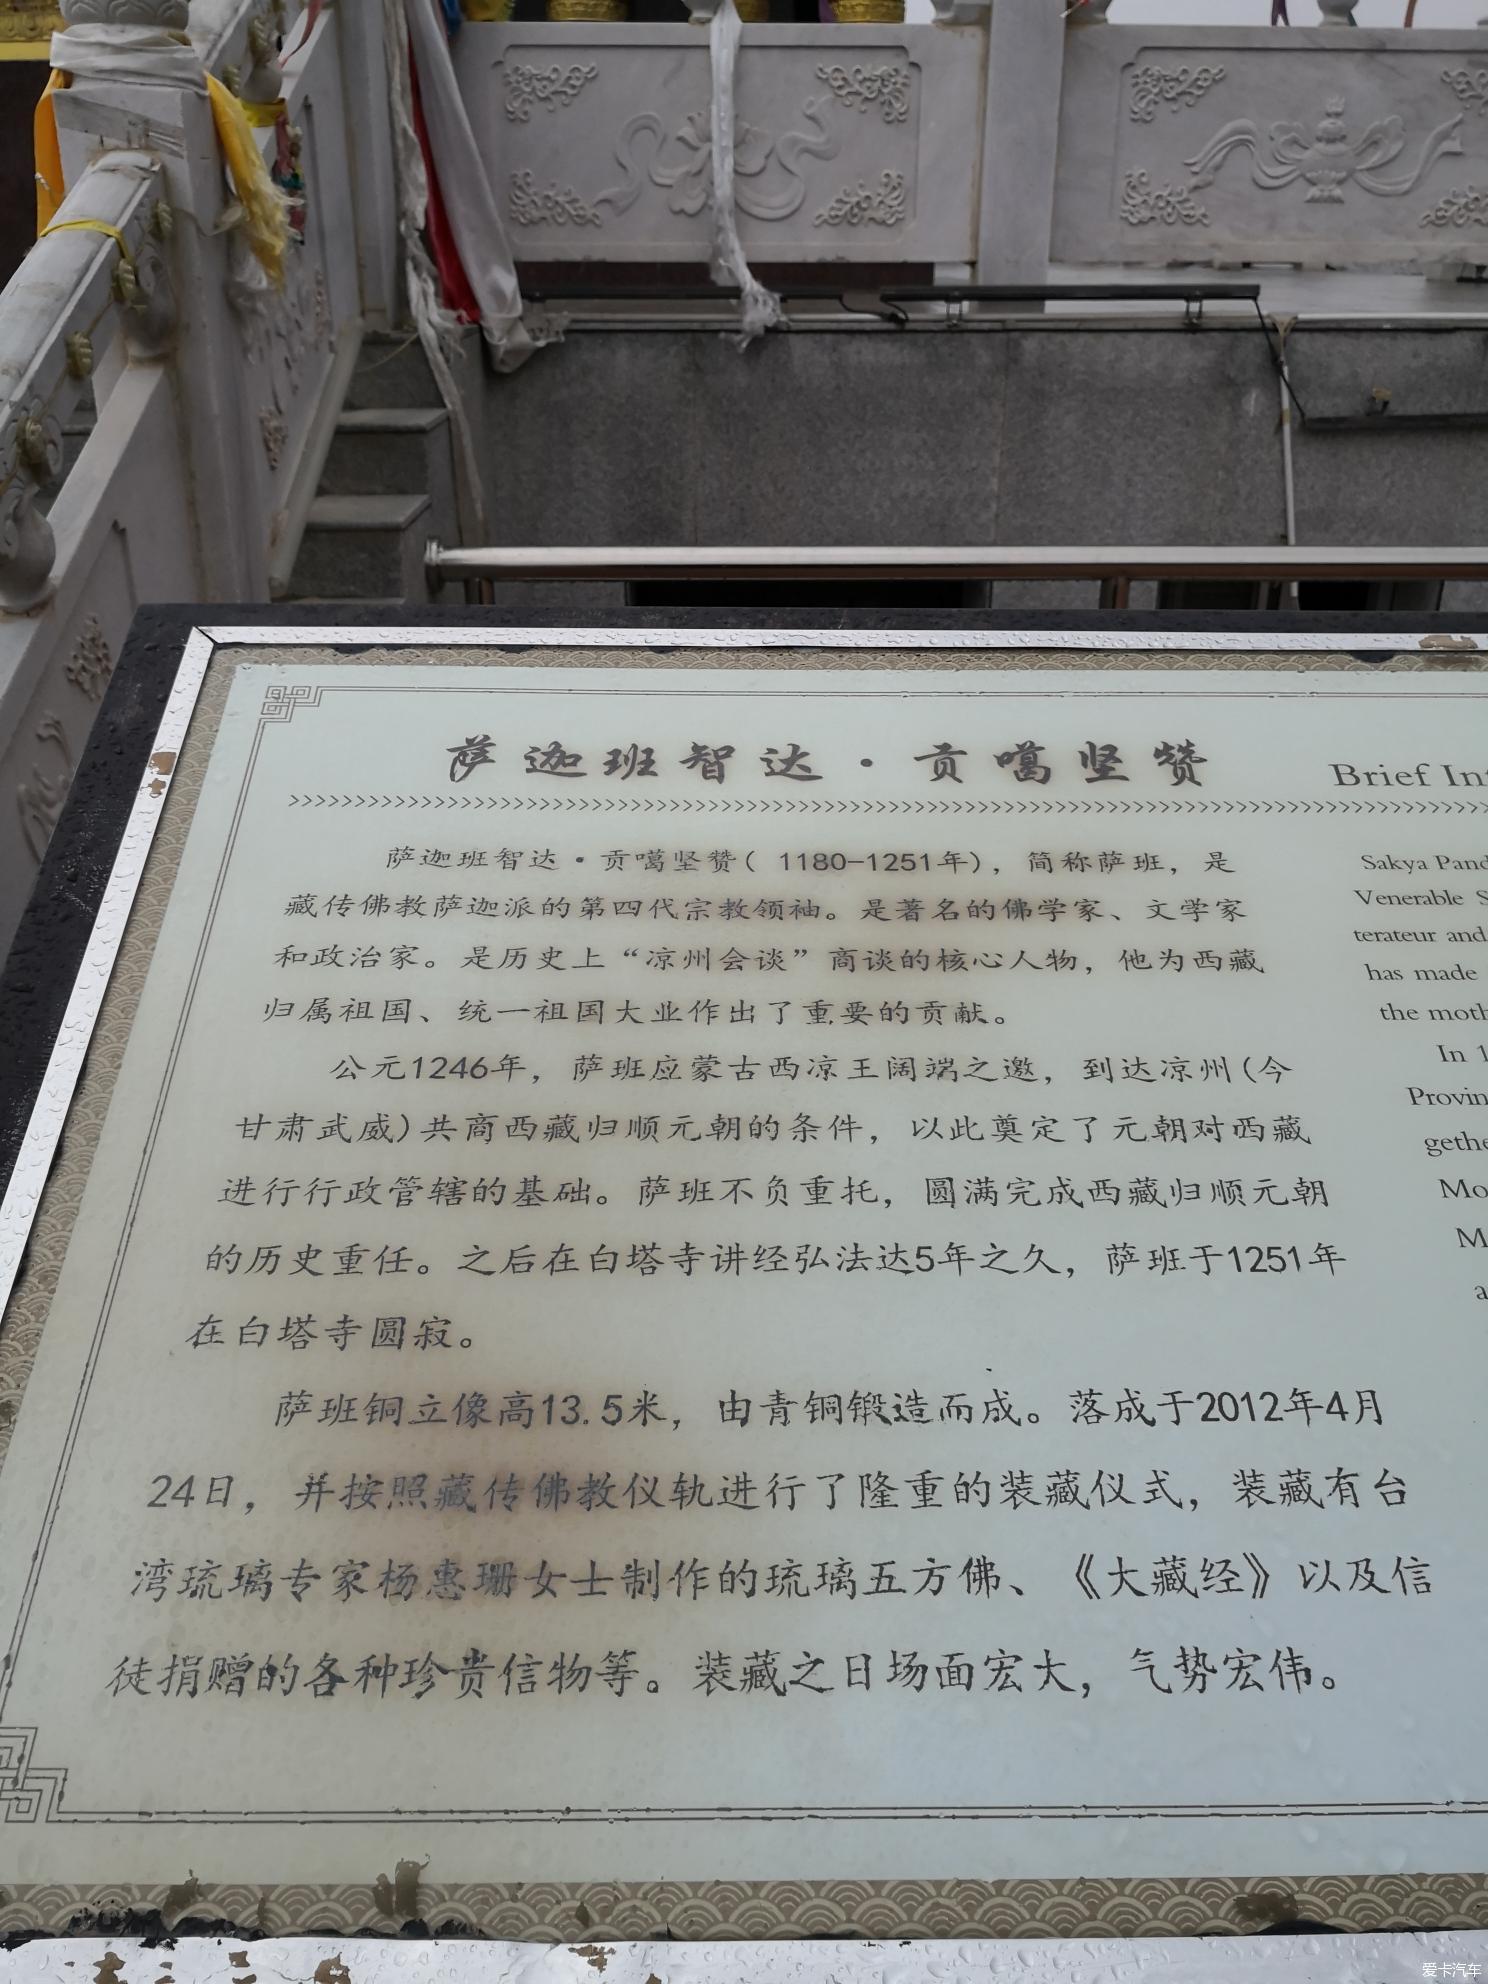 萨迦班智达·贡噶坚赞
萨迦班智达·贡噶坚赞( 1180-1251年)，简称萨班，是
藏传佛教萨迦派的第四代宗教领袖。是著名的佛学家、文学家
和政治家。是历史上“凉州会谈”商谈的核心人物，他为西藏
归属祖国、统一祖国大业作出了重要的贡献。
公元1246年，萨班应蒙古西凉王阔端之邀，到达凉州(今
甘肃武威)共商西藏归顺元朝的条件，以此奠定了元朝对西藏
进行行政管辖的基础。萨班不负重托，圆满完成西藏归顺元朝
的历史重任。之后在白塔寺讲经弘法达5年之久，萨班于1251年
在白塔寺圆寂。
萨班铜立像高13.5米，由青铜锻造而成。落成于2012年4月
24日，并按照藏传佛教仪轨进行了隆重的装藏仪式，装藏有台
湾琉璃专家杨惠珊女士制作的琉璃五方佛、《大藏经》以及信
徒捐赠的各种珍贵信物等。装藏之日场面宏大，气势宏伟。
Brief Int
Sakya Pand
Venerable S
terateur and
has made
the moth
In 1
Provin
gethe
Mo
M
a
爱卡汽车